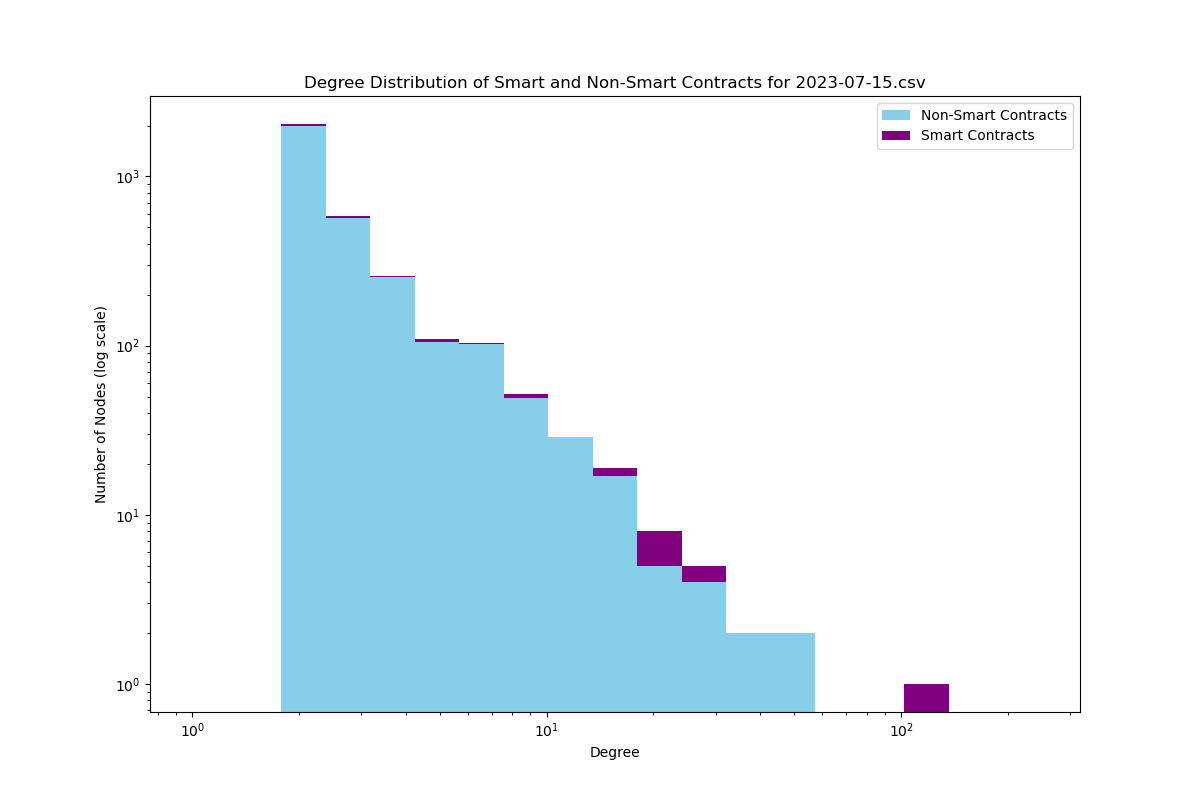 Degree Distribution of Smart and Non-Smart Contracts for 2023-07-15.csv
Non-Smart Contracts
Smart Contracts
Number of Nodes (log scale)
10³
10²
10¹
10⁰
10⁰ 10¹ 10²
Degree